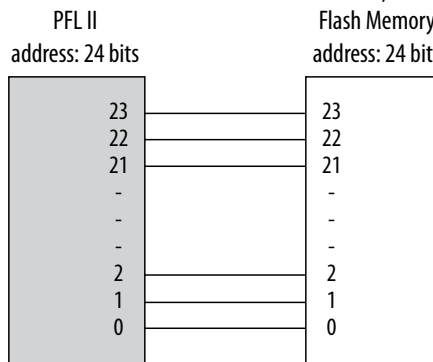 PFL II
address: 24 bits
Flash Memory
address: 24 bit
23 23
22 22
21 21
- -
- -
- -
2 2
1 1
0 0